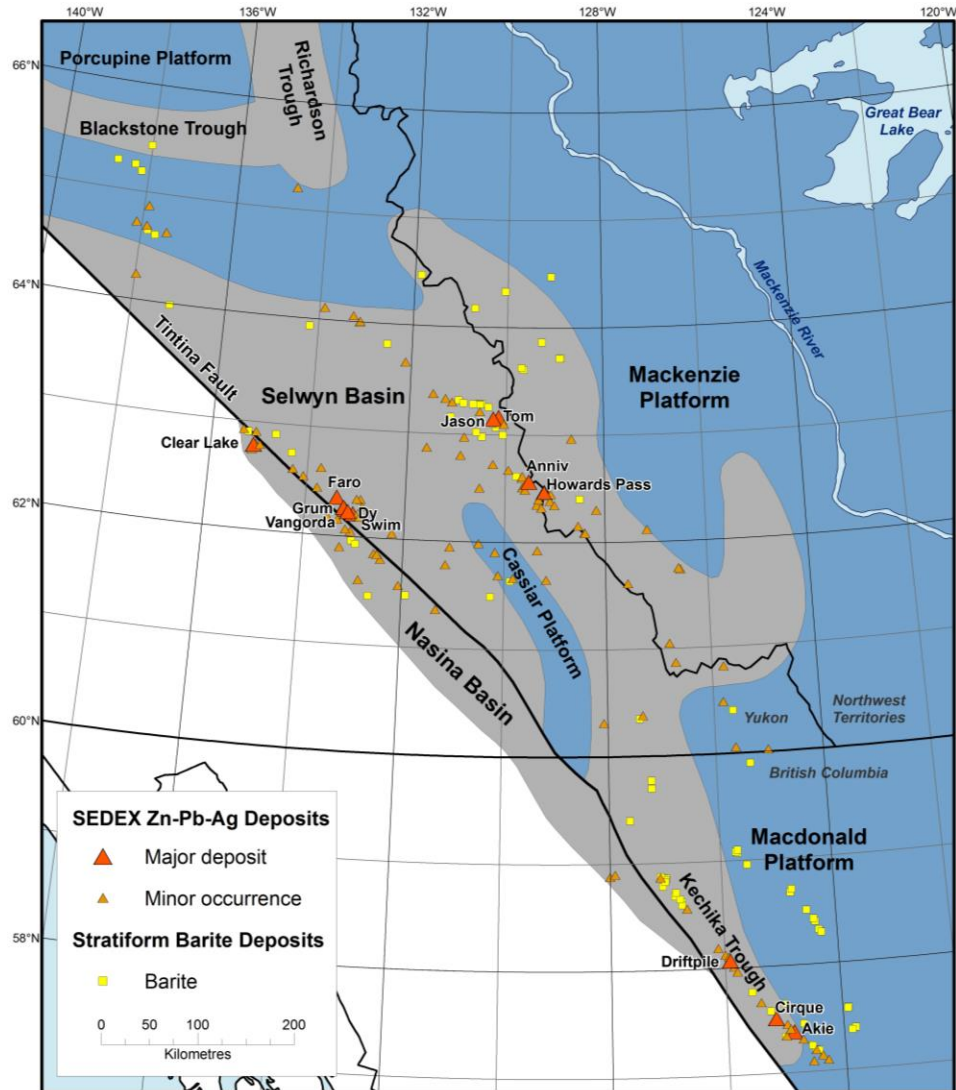 140°W
136°W
132°W
128°W
124°W
120°W
66°N
64°N
62°N
60°N
58°N
Porcupine Platform
Richardson
Trough
Blackstone Trough
Great Bear
Lake
Mackenzie River
Tintina Fault
Selwyn Basin
Mackenzie
Platform
Jason
Tom
Clear Lake
Anniv
Howards Pass
Faro
Grum
Dy
Vangorda
Swim
Cassiar Platform
Nasina Basin
Yukon
Northwest
Territories
British Columbia
Macdonald
Platform
Kechika Trough
Driftpile
Cirque
Akie
SEDEX Zn-Pb-Ag Deposits
Major deposit
Minor occurrence
Stratiform Barite Deposits
Barite
0 50 100 200
Kilometres